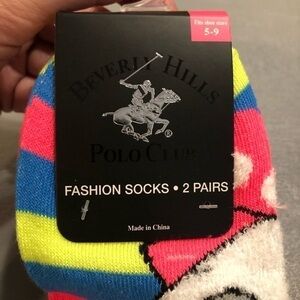 Fits shoe sizes
5-9
BEVERLY HILLS
POLO CLUB
FASHION SOCKS • 2 PAIRS
Made in China